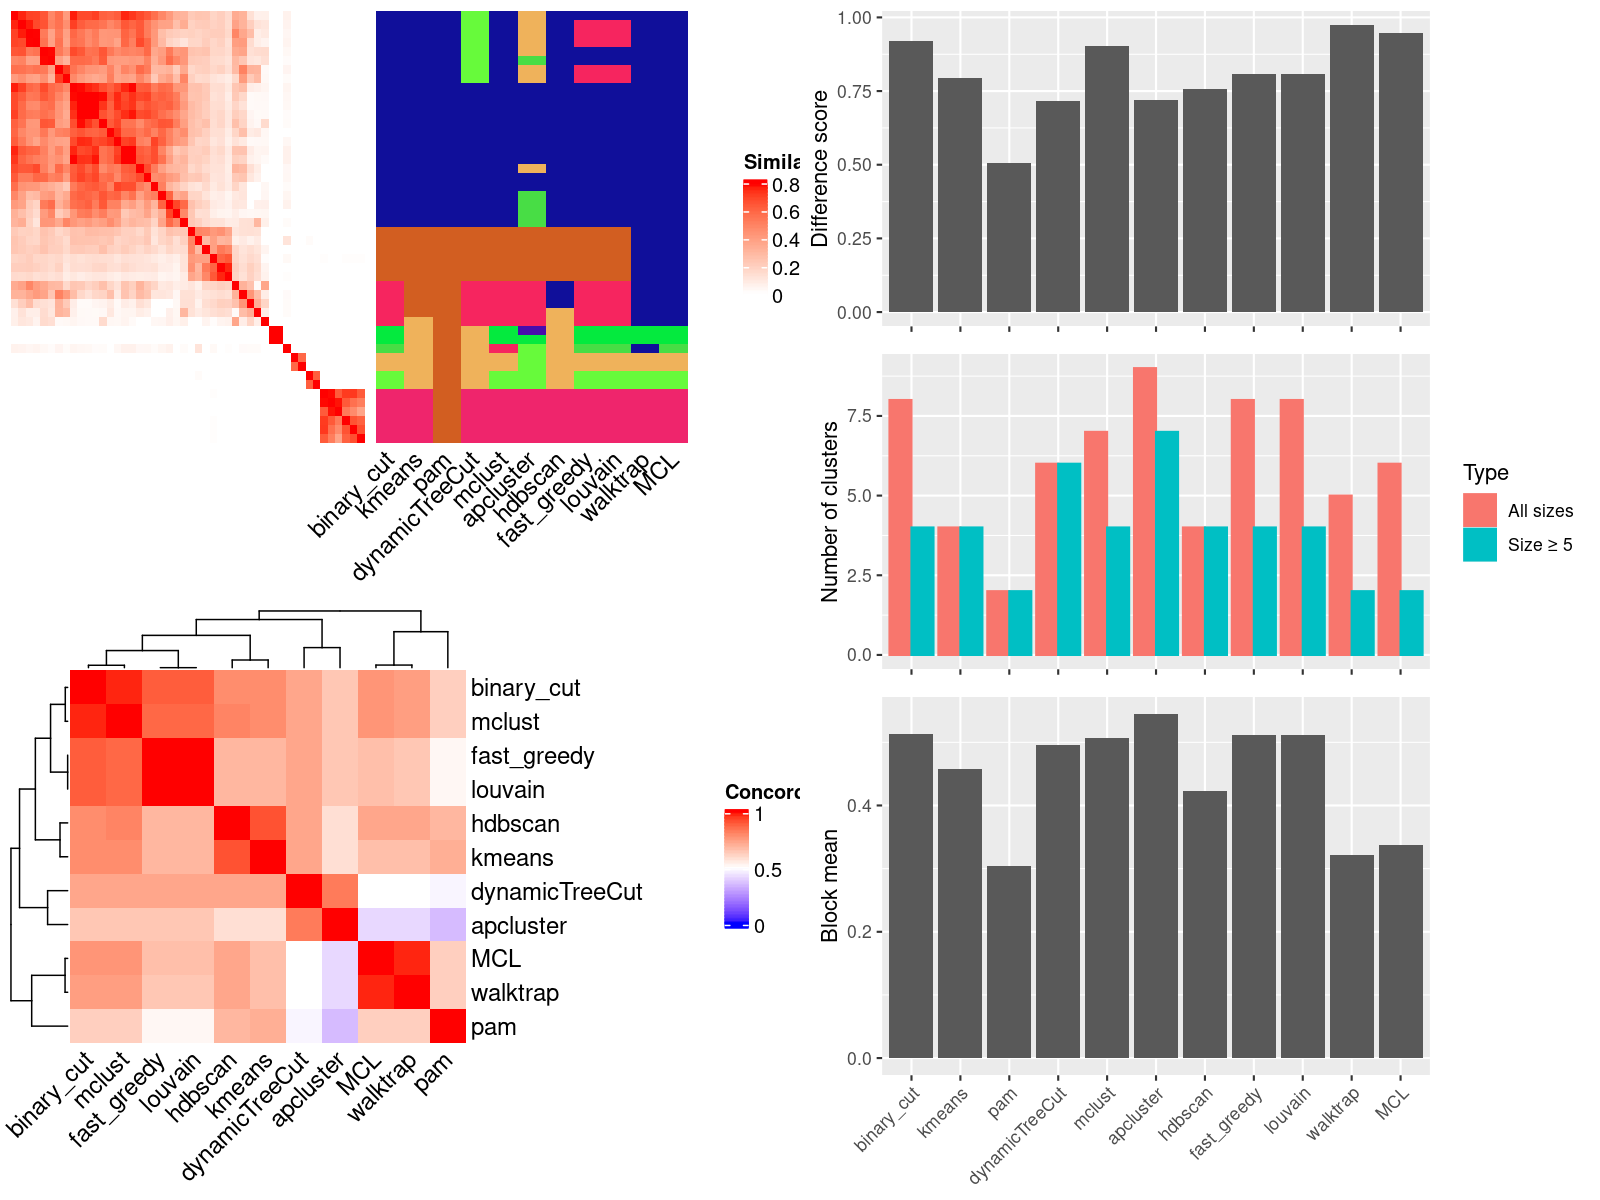 Simila
0.8
0.6
0.4
0.2
0
binary_cut
kmeans
pam
dynamicTreeCut
mclust
apcluster
hdbscan
fast_greedy
louvain
walktrap
MCL
binary_cut
mclust
fast_greedy
louvain
hdbscan
kmeans
dynamicTreeCut
apcluster
MCL
walktrap
pam
Concord
1
0.5
0
binary_cut
mclust
fast_greedy
louvain
hdbscan
kmeans
dynamicTreeCut
apcluster
MCL
walktrap
pam
Difference score
1.00
0.75
0.50
0.25
0.00
Number of clusters
7.5
5.0
2.5
0.0
Type
All sizes
Size ≥ 5
Block mean
0.4
0.2
0.0
binary_cut
kmeans
pam
dynamicTreeCut
mclust
apcluster
hdbscan
fast_greedy
louvain
walktrap
MCL